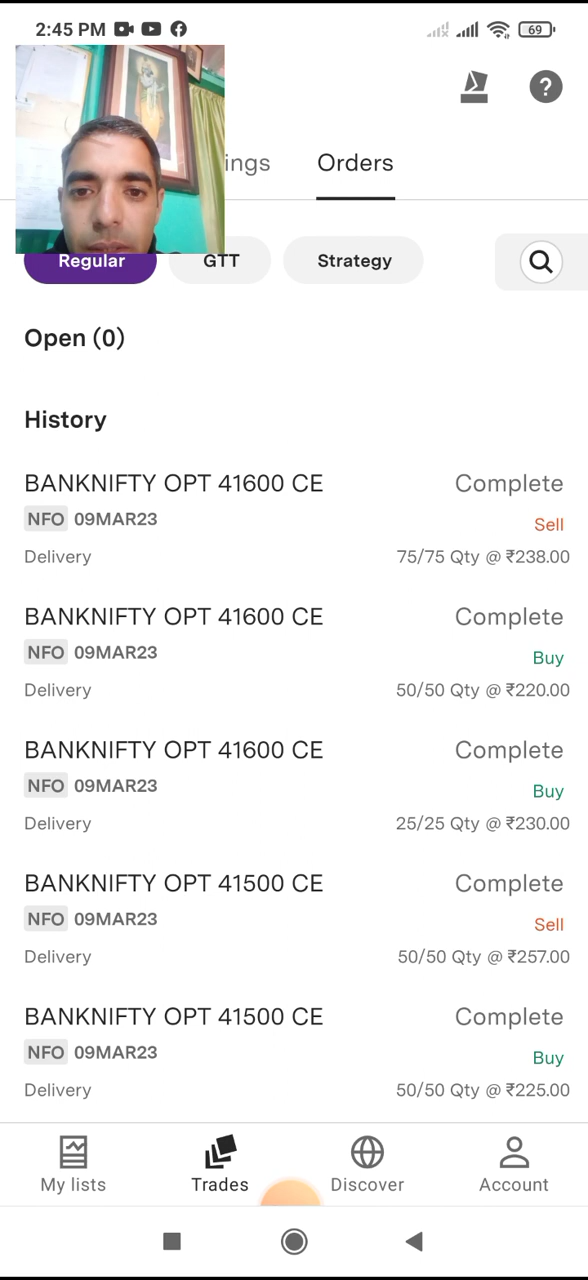 2:45 PM
69
ings
Orders
Regular
GTT
Strategy
Open (0)
History
BANKNIFTY OPT 41600 CE Complete
NFO 09MAR23 Sell
Delivery 75/75 Qty @ ₹238.00
BANKNIFTY OPT 41600 CE Complete
NFO 09MAR23 Buy
Delivery 50/50 Qty @ ₹220.00
BANKNIFTY OPT 41600 CE Complete
NFO 09MAR23 Buy
Delivery 25/25 Qty @ ₹230.00
BANKNIFTY OPT 41500 CE Complete
NFO 09MAR23 Sell
Delivery 50/50 Qty @ ₹257.00
BANKNIFTY OPT 41500 CE Complete
NFO 09MAR23 Buy
Delivery 50/50 Qty @ ₹225.00
My lists Trades Discover Account